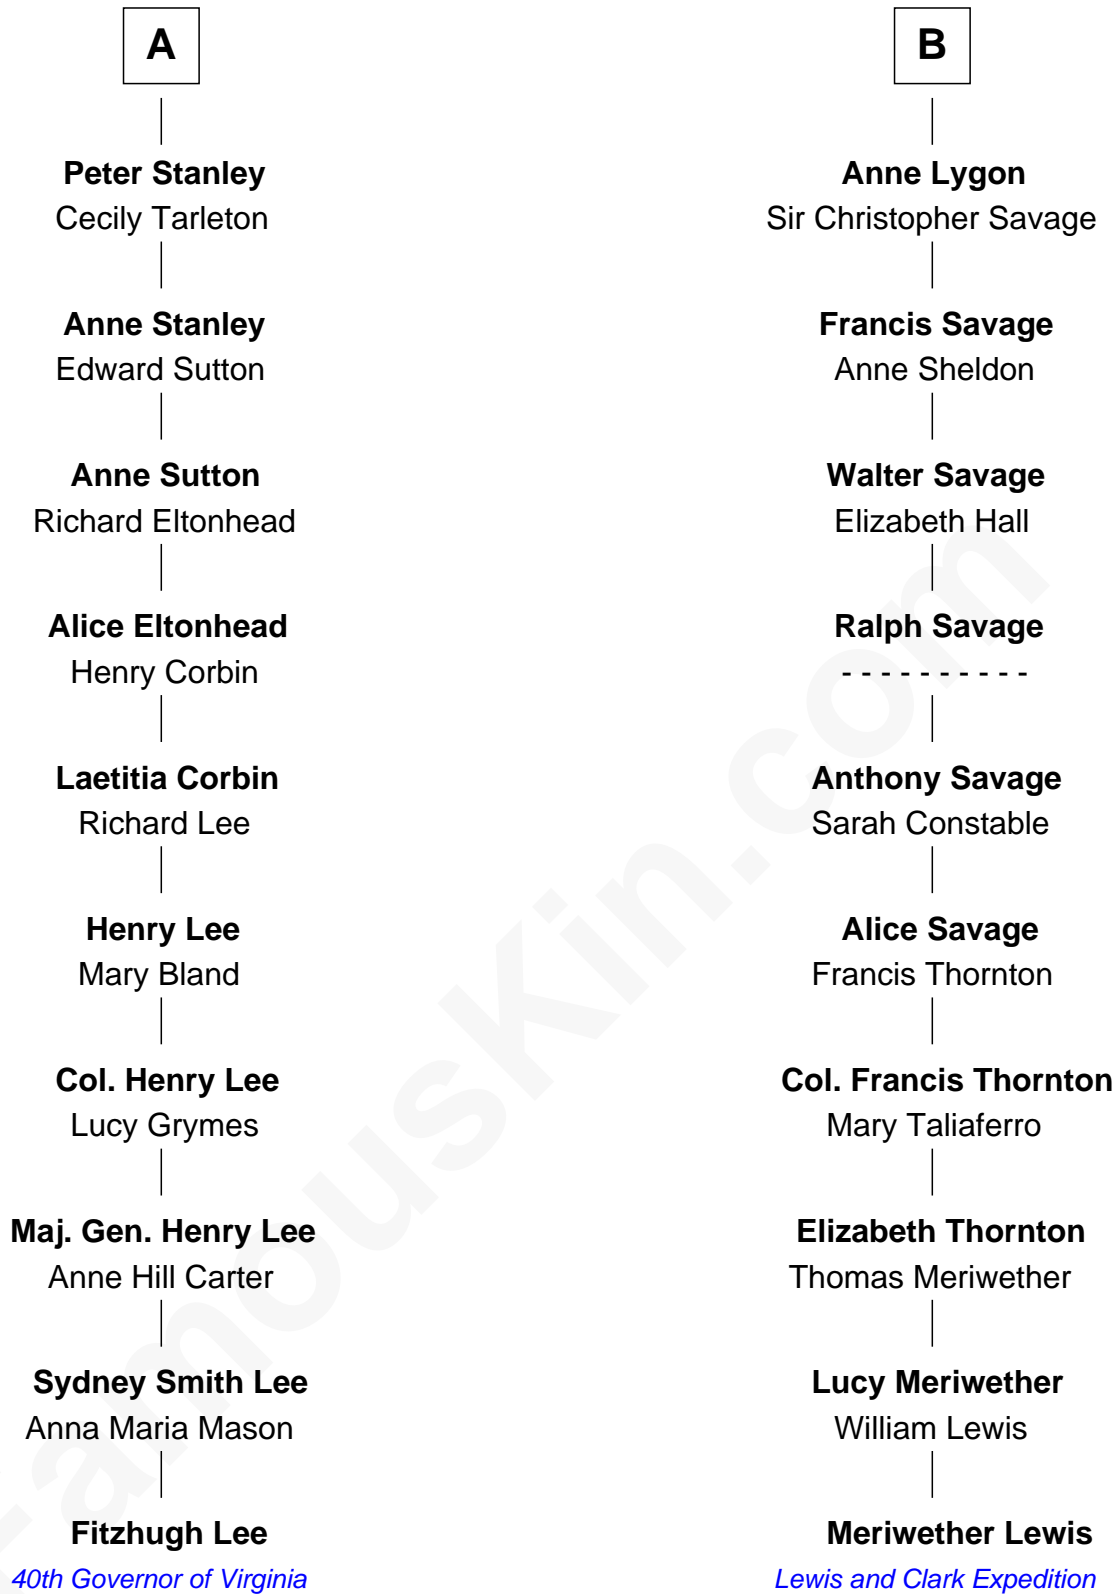 A
Peter Stanley
Cecily Tarleton
Anne Stanley
Edward Sutton
Anne Sutton
Richard Eltonhead
Alice Eltonhead
Henry Corbin
Laetitia Corbin
Richard Lee
Henry Lee
Mary Bland
Col. Henry Lee
Lucy Grymes
Maj. Gen. Henry Lee
Anne Hill Carter
Sydney Smith Lee
Anna Maria Mason
Fitzhugh Lee
40th Governor of Virginia
B
Anne Lygon
Sir Christopher Savage
Francis Savage
Anne Sheldon
Walter Savage
Elizabeth Hall
Ralph Savage
- - - - - - - - - -
Anthony Savage
Sarah Constable
Alice Savage
Francis Thornton
Col. Francis Thornton
Mary Taliaferro
Elizabeth Thornton
Thomas Meriwether
Lucy Meriwether
William Lewis
Meriwether Lewis
Lewis and Clark Expedition
FamousKin.com